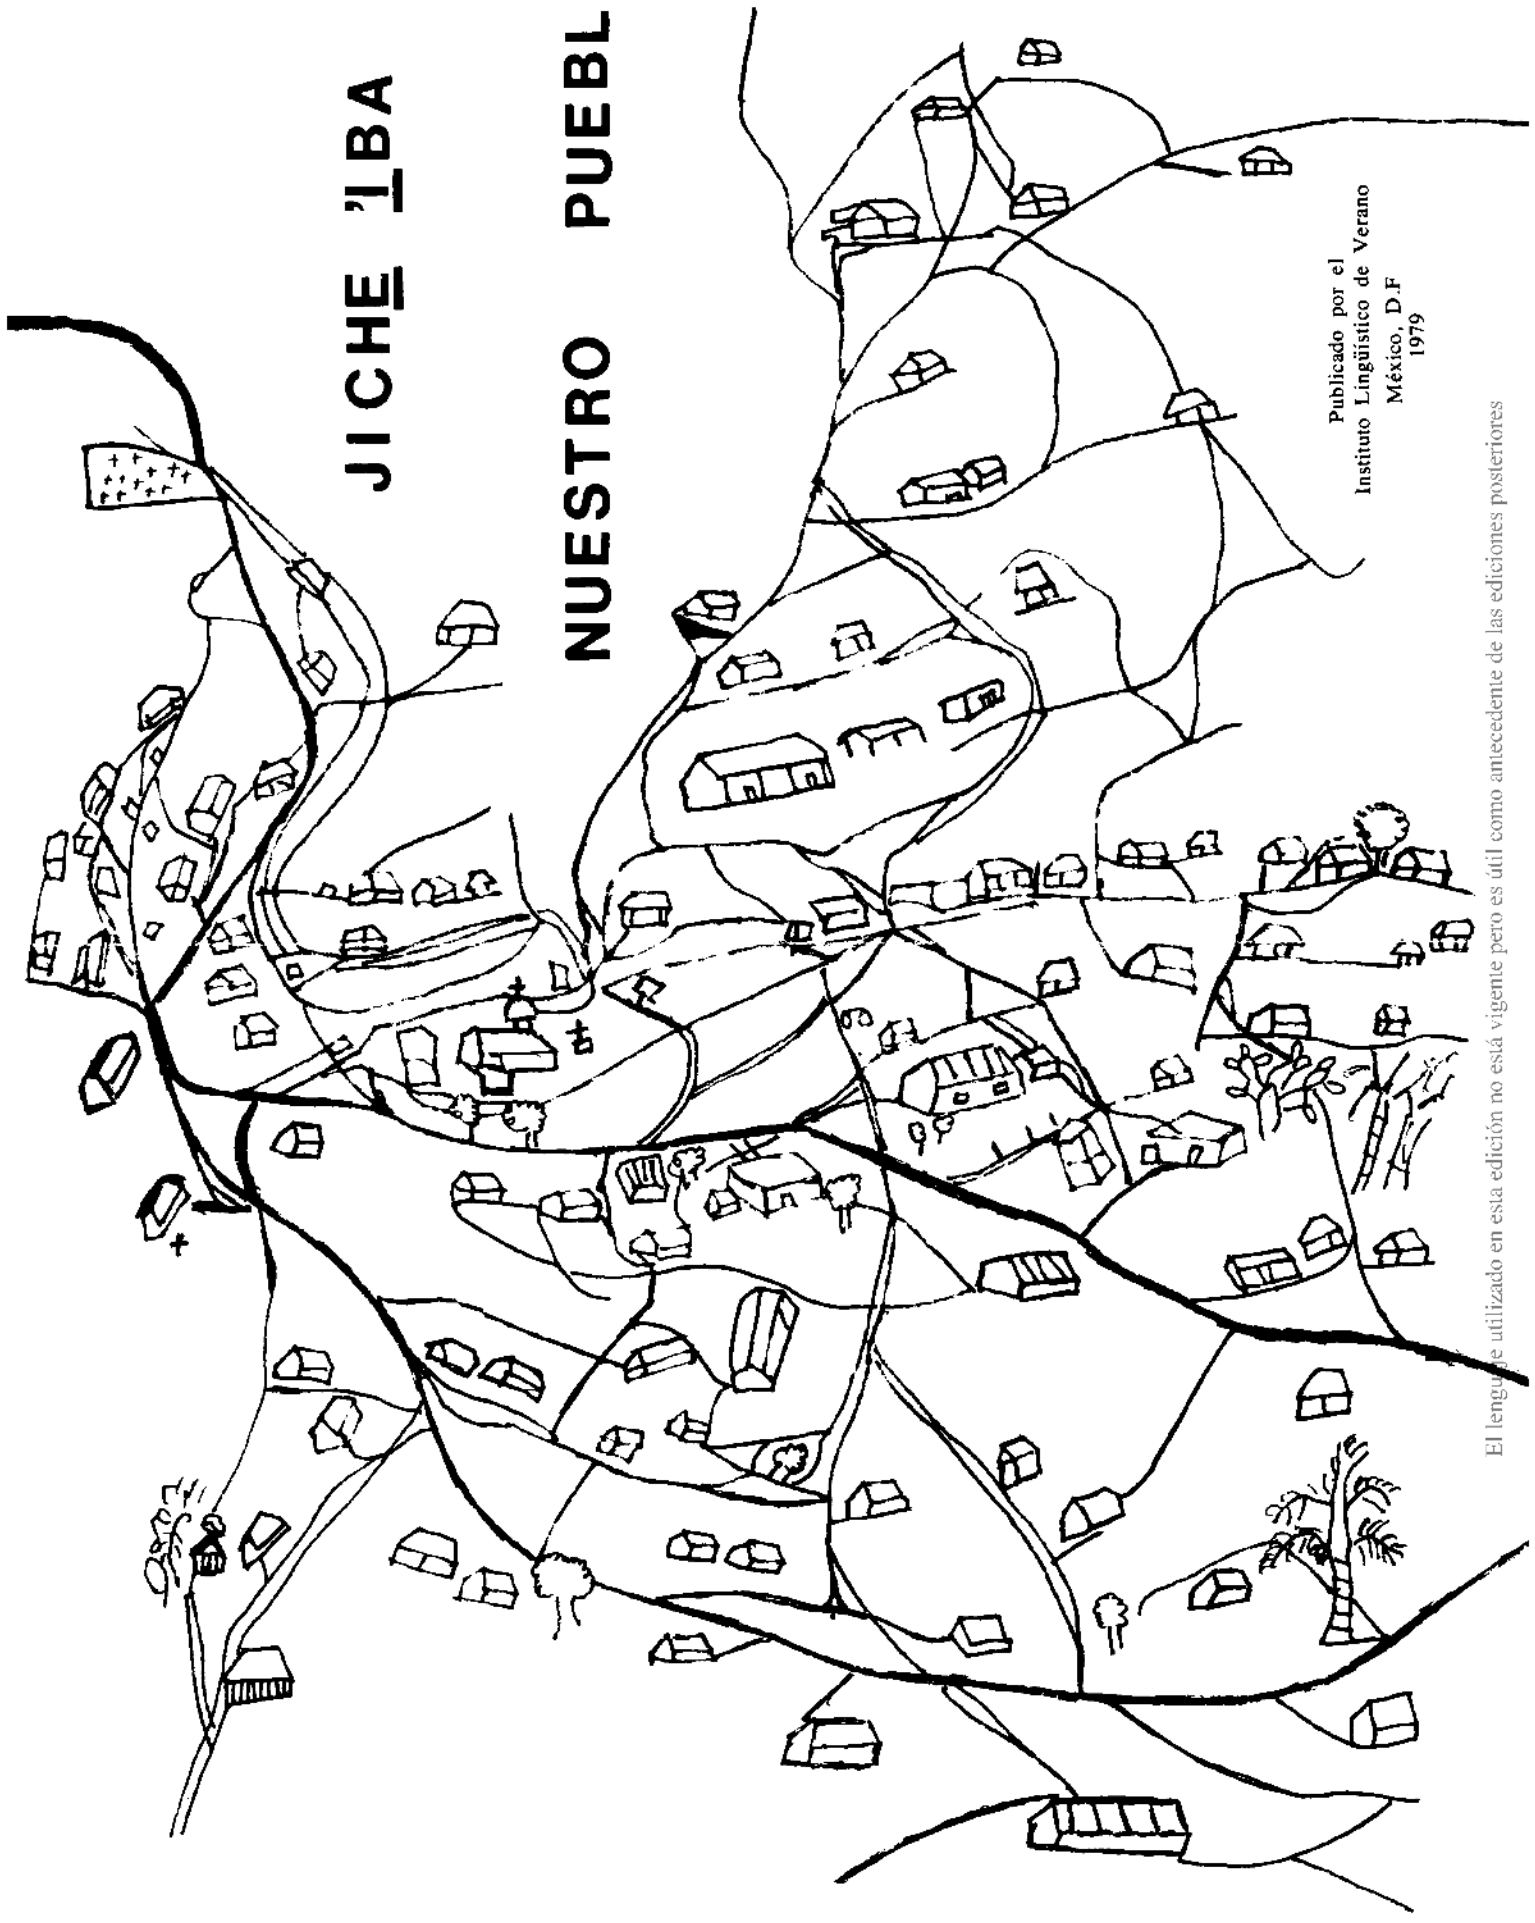 JICHE̲ 'I̲BA
NUESTRO PUEBL
Publicado por el
Instituto Lingüístico de Verano
México, D.F
1979
El lenguaje utilizado en esta edición no está vigente pero es útil como antecedente de las ediciones posteriores